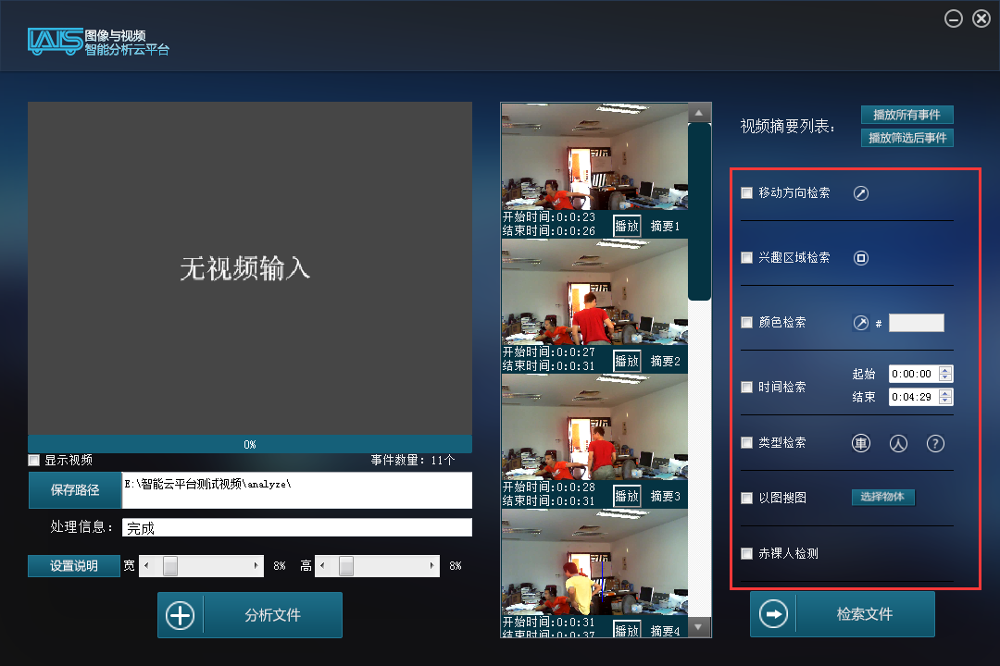 IAIS 图像与视频
智能分析云平台
无视频输入
0%
显示视频 事件数量：11个
保存路径 E:\智能云平台测试视频\analyze\
处理信息： 完成
设置说明 宽 8% 高 8%
分析文件
开始时间:0:0:23
结束时间:0:0:26 播放 摘要1
开始时间:0:0:27
结束时间:0:0:31 播放 摘要2
开始时间:0:0:28
结束时间:0:0:31 播放 摘要3
开始时间:0:0:31
结束时间:0:0:37 播放 摘要4
视频摘要列表：
播放所有事件
播放筛选后事件
移动方向检索
兴趣区域检索
颜色检索 #
时间检索
起始 0:00:00
结束 0:04:29
类型检索 車 人 ?
以图搜图 选择物体
赤裸人检测
检索文件